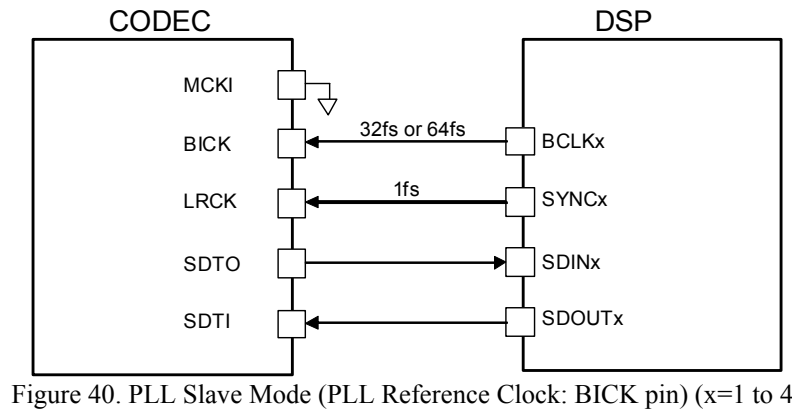 CODEC DSP
MCKI
BICK 32fs or 64fs BCLKx
LRCK 1fs SYNCx
SDTO SDINx
SDTI SDOUTx
Figure 40. PLL Slave Mode (PLL Reference Clock: BICK pin) (x=1 to 4